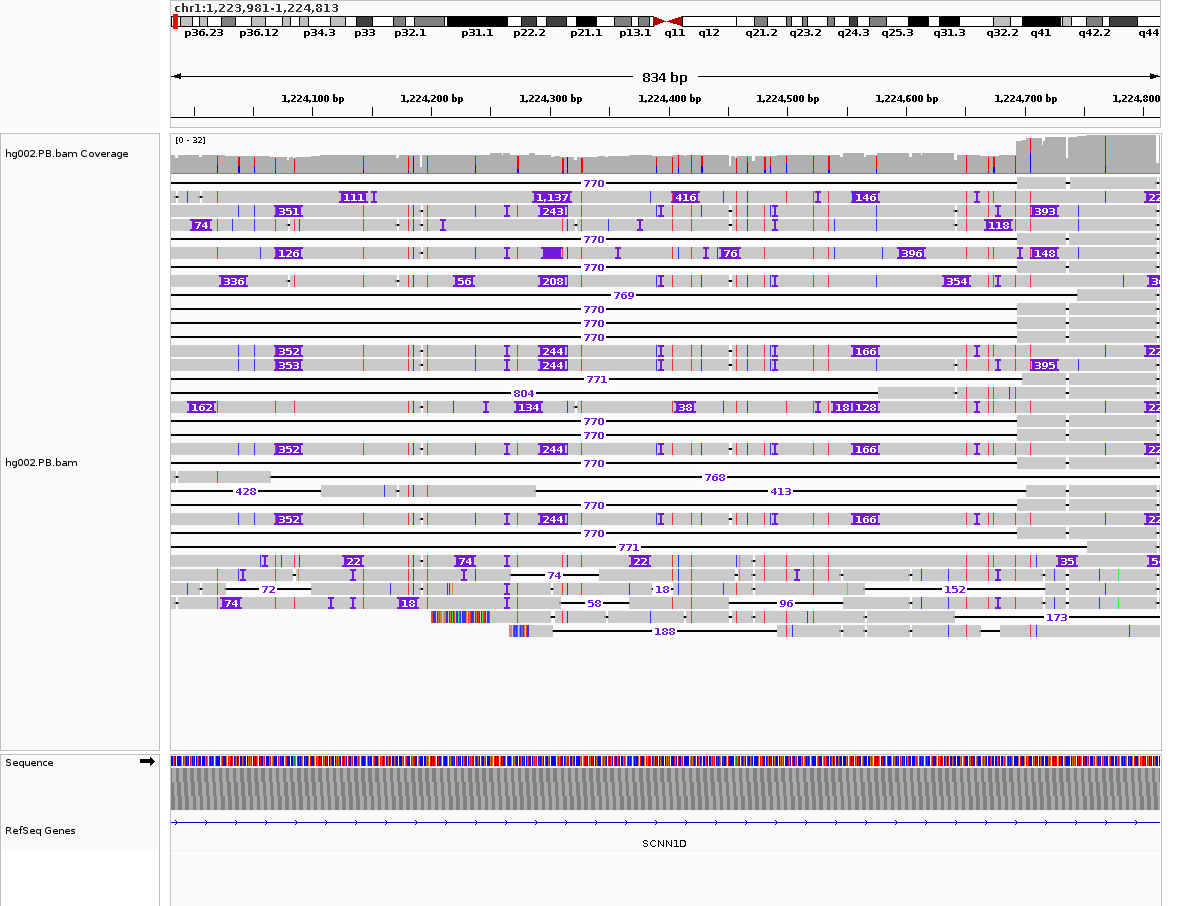 chr1:1,223,981-1,224,813
p36.23 p36.12 p34.3 p33 p32.1 p31.1 p22.2 p21.1 p13.1 q11 q12 q21.2 q23.2 q24.3 q25.3 q31.3 q32.2 q41 q42.2 q44
834 bp
1,224,100 bp 1,224,200 bp 1,224,300 bp 1,224,400 bp 1,224,500 bp 1,224,600 bp 1,224,700 bp 1,224,800
[0 - 32]
hg002.PB.bam Coverage
770
111 1,137 416 146 22
351 243 393
74 118
770
126 76 396 148
770
336 56 208 354
769
770
770
770
352 244 166 22
353 244 395
771
804
162 134 38 18 128 22
770
770
352 244 166 22
hg002.PB.bam
770
768
428 413
770
352 244 166 22
770
771
22 74 22 35
74
72 18 152
74 18 58 96
173
188
Sequence
RefSeq Genes
SCNN1D